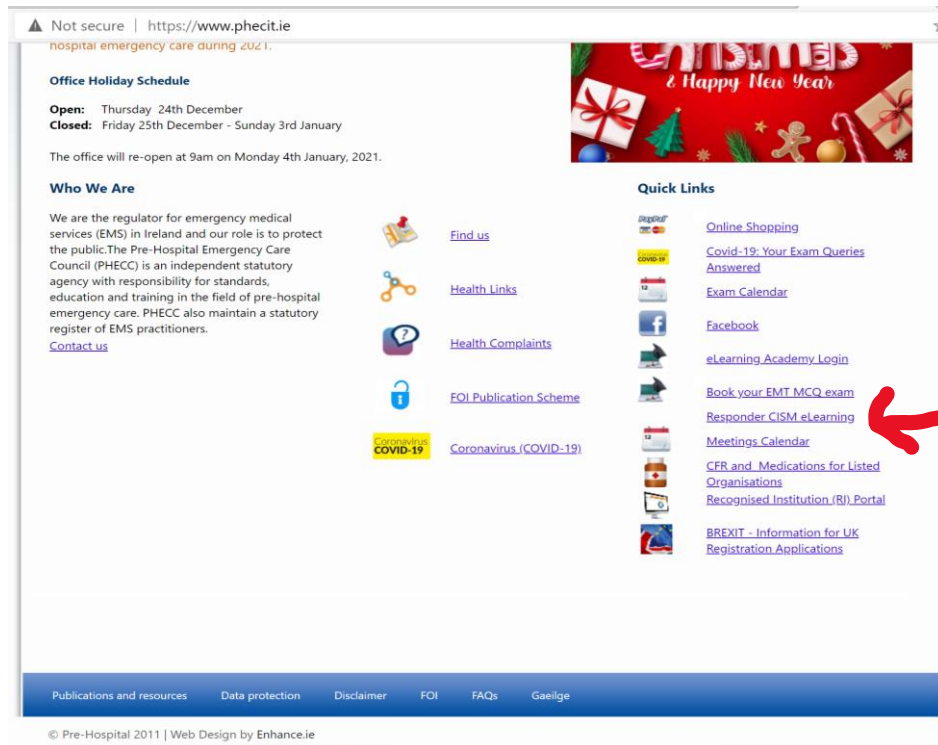 Not secure | https://www.phecit.ie
hospital emergency care during 2021.
Office Holiday Schedule
Open: Thursday 24th December
Closed: Friday 25th December - Sunday 3rd January
The office will re-open at 9am on Monday 4th January, 2021.
Christmas
& Happy New Year
Who We Are
We are the regulator for emergency medical
services (EMS) in Ireland and our role is to protect
the public.The Pre-Hospital Emergency Care
Council (PHECC) is an independent statutory
agency with responsibility for standards,
education and training in the field of pre-hospital
emergency care. PHECC also maintain a statutory
register of EMS practitioners.
Contact us
Find us
Health Links
Health Complaints
FOI Publication Scheme
Coronavirus
COVID-19
Coronavirus (COVID-19)
Quick Links
PayPal
Online Shopping
Coronavirus
COVID-19
Covid-19: Your Exam Queries
Answered
12
Exam Calendar
Facebook
eLearning Academy Login
Book your EMT MCQ exam
Responder CISM eLearning
12
Meetings Calendar
CFR and Medications for Listed
Organisations
Recognised Institution (RI) Portal
BREXIT - Information for UK
Registration Applications
Publications and resources Data protection Disclaimer FOI FAQs Gaeilge
© Pre-Hospital 2011 | Web Design by Enhance.ie